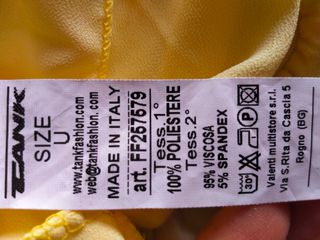 TANK
SIZE
U
www.tankfashion.com
web@tankfashion.com
MADE IN ITALY
art. FF257579
Tess.1°
100% POLIESTERE
Tess.2°
95% VISCOSA
5% SPANDEX
30
Valenti multistore s.r.l.
Via S.Rita da Cascia 5
Rogno (BG)